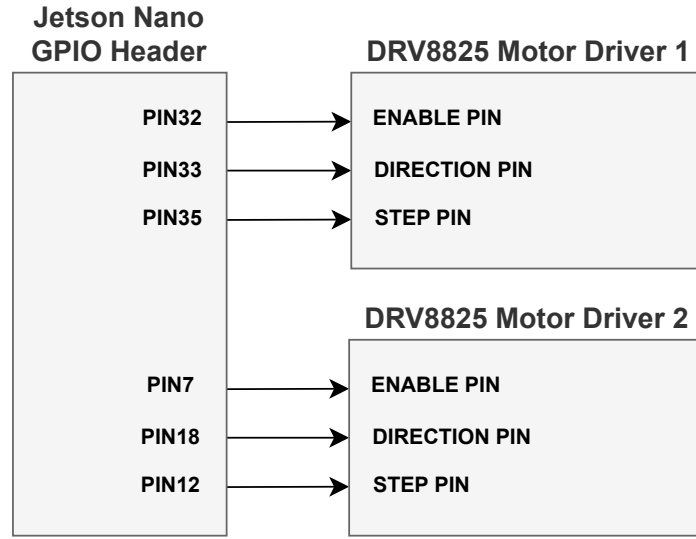 Jetson Nano
GPIO Header
DRV8825 Motor Driver 1
PIN32
ENABLE PIN
PIN33
DIRECTION PIN
PIN35
STEP PIN
DRV8825 Motor Driver 2
PIN7
ENABLE PIN
PIN18
DIRECTION PIN
PIN12
STEP PIN